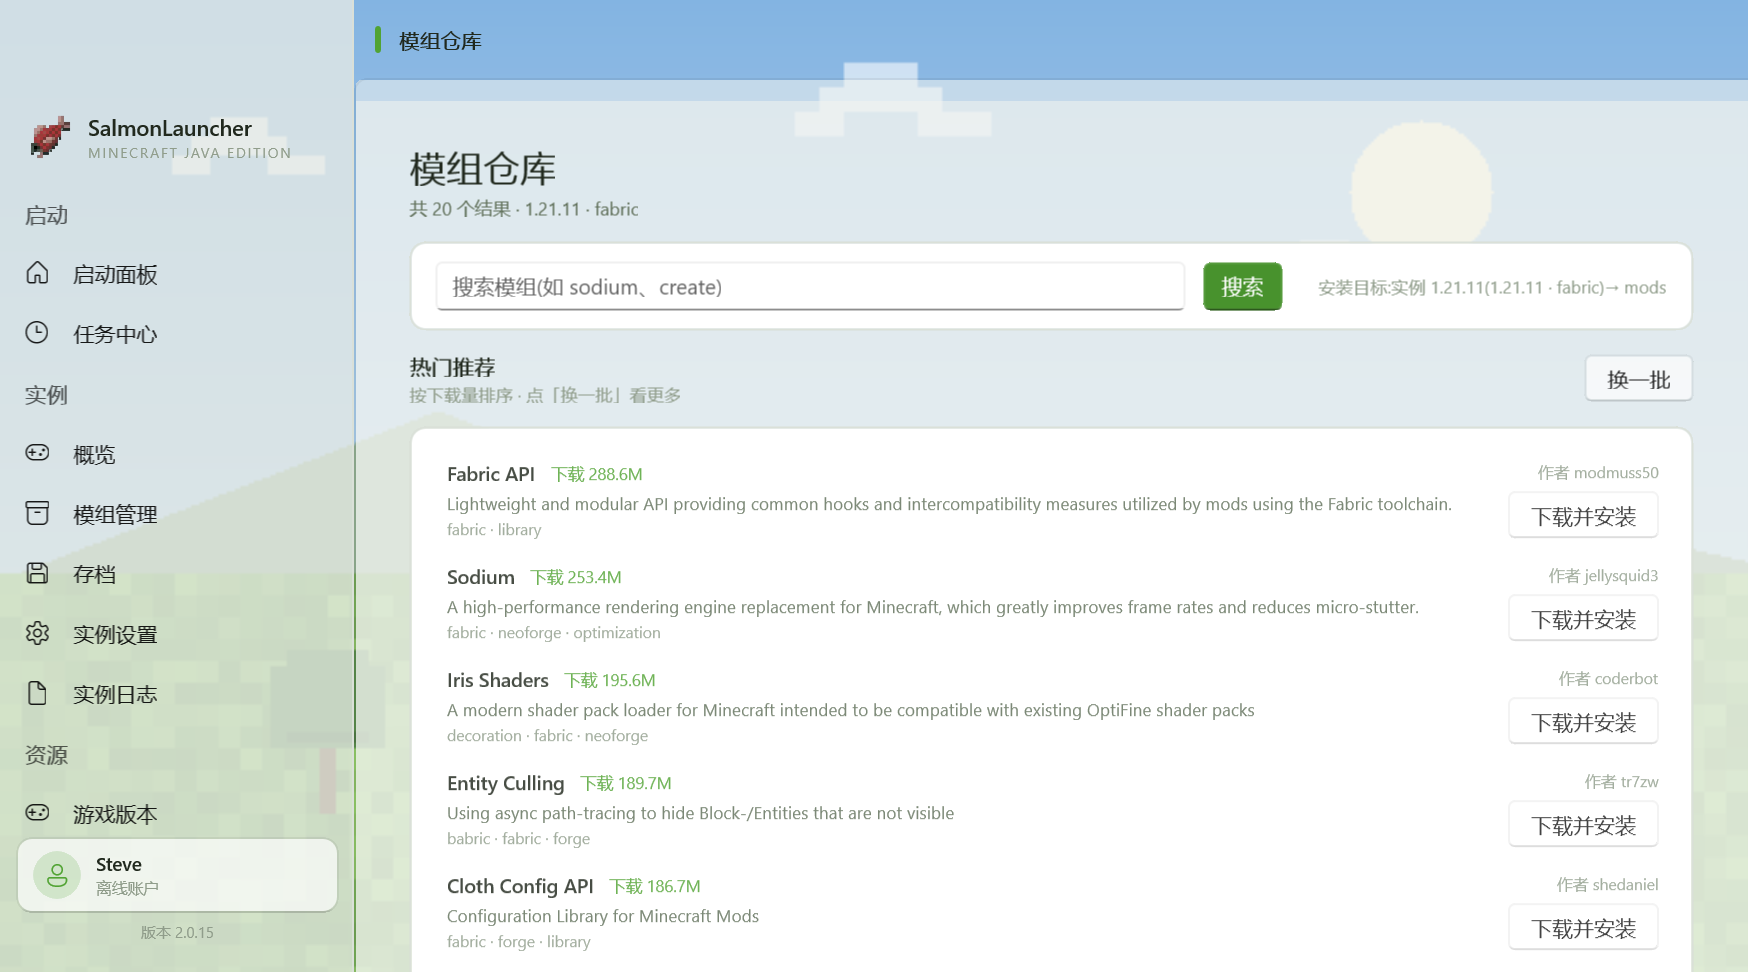 模组仓库
SalmonLauncher
MINECRAFT JAVA EDITION
启动
启动面板
任务中心
实例
概览
模组管理
存档
实例设置
实例日志
资源
游戏版本
Steve
离线账户
版本 2.0.15
模组仓库
共 20 个结果 · 1.21.11 · fabric
搜索模组(如 sodium、create)
搜索
安装目标:实例 1.21.11(1.21.11 · fabric)→ mods
热门推荐
按下载量排序 · 点「换一批」看更多
换一批
Fabric API 下载 288.6M
作者 modmuss50
Lightweight and modular API providing common hooks and intercompatibility measures utilized by mods using the Fabric toolchain.
fabric · library
下载并安装
Sodium 下载 253.4M
作者 jellysquid3
A high-performance rendering engine replacement for Minecraft, which greatly improves frame rates and reduces micro-stutter.
fabric · neoforge · optimization
下载并安装
Iris Shaders 下载 195.6M
作者 coderbot
A modern shader pack loader for Minecraft intended to be compatible with existing OptiFine shader packs
decoration · fabric · neoforge
下载并安装
Entity Culling 下载 189.7M
作者 tr7zw
Using async path-tracing to hide Block-/Entities that are not visible
babric · fabric · forge
下载并安装
Cloth Config API 下载 186.7M
作者 shedaniel
Configuration Library for Minecraft Mods
fabric · forge · library
下载并安装